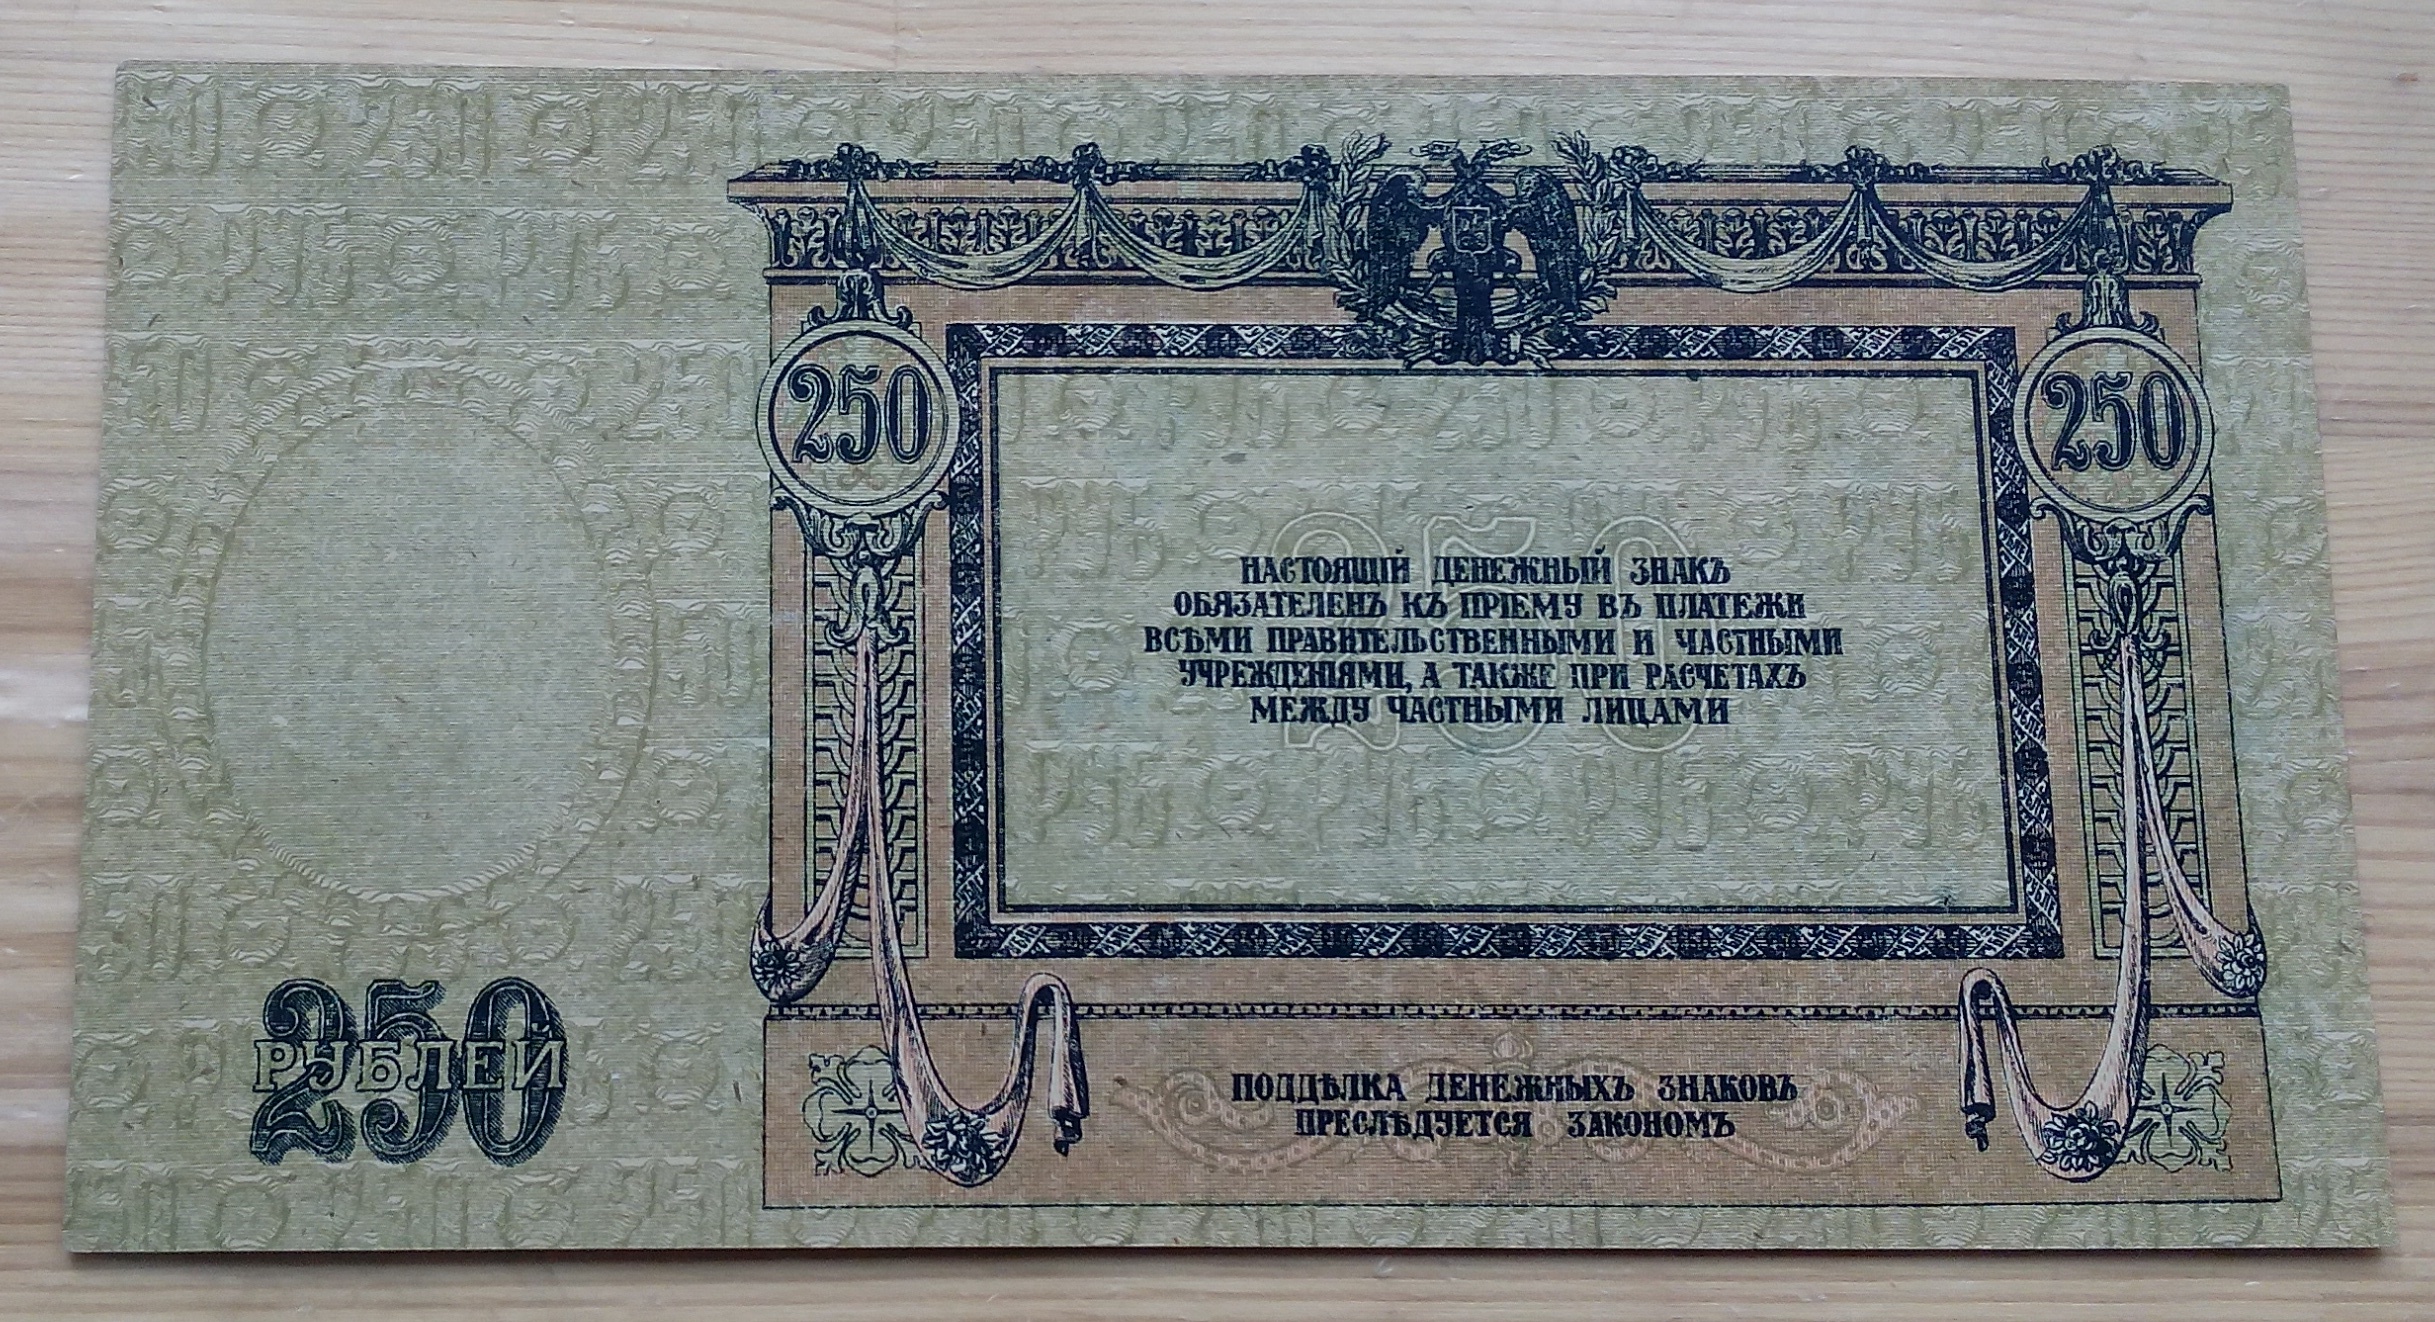 250
250
НАСТОЯЩІЙ ДЕНЕЖНЫЙ ЗНАКЪ
ОБЯЗАТЕЛЕНЪ КЪ ПРІЕМУ ВЪ ПЛАТЕЖИ
ВСѢМИ ПРАВИТЕЛЬСТВЕННЫМИ И ЧАСТНЫМИ
УЧРЕЖДЕНІЯМИ, А ТАКЖЕ ПРИ РАСЧЕТАХЪ
МЕЖДУ ЧАСТНЫМИ ЛИЦАМИ
250
250
РУБЛЕЙ
ПОДДѢЛКА ДЕНЕЖНЫХЪ ЗНАКОВЪ
ПРЕСЛѢДУЕТСЯ ЗАКОНОМЪ